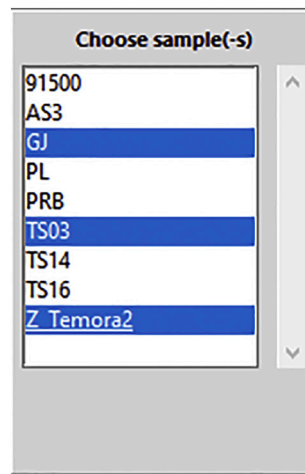 Choose sample(-s)
91500
AS3
GJ
PL
PRB
TS03
TS14
TS16
Z_Temora2